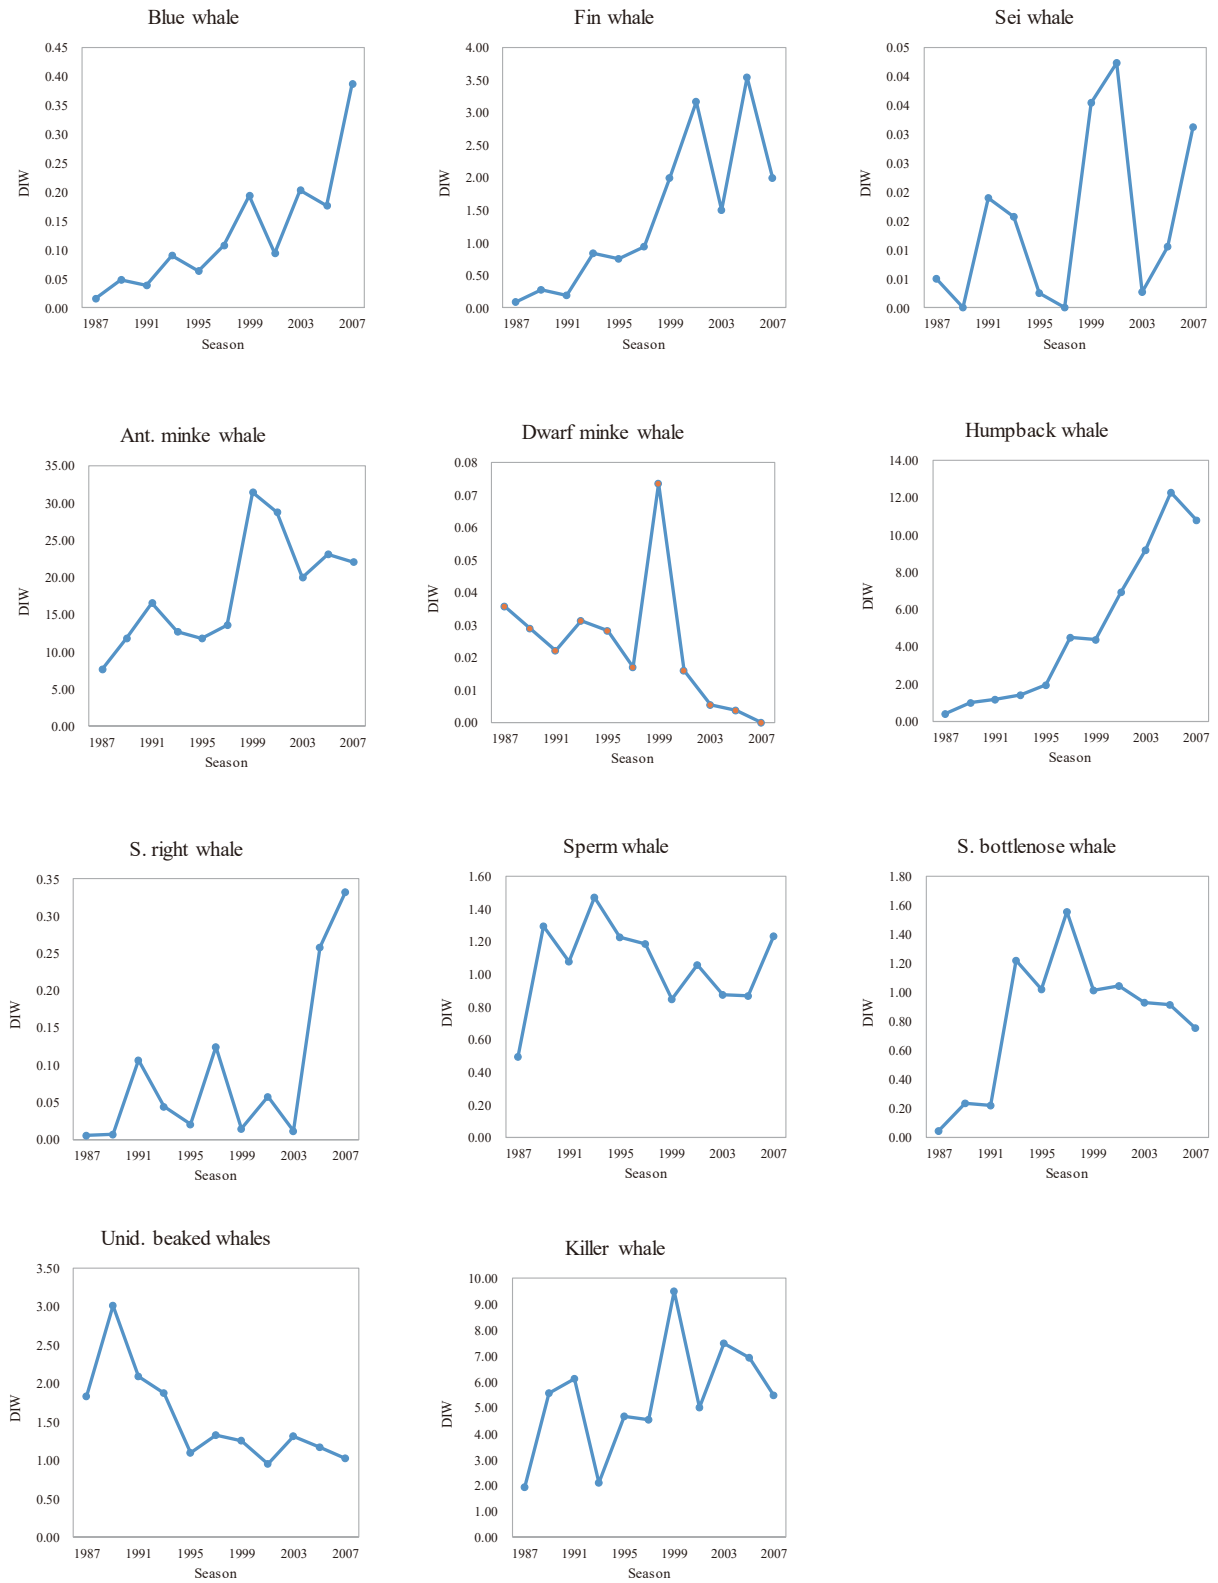 Blue whale
0.45
0.40
0.35
0.30
0.25
0.20
0.15
0.10
0.05
0.00
DIW
1987 1991 1995 1999 2003 2007
Season
Fin whale
4.00
3.50
3.00
2.50
2.00
1.50
1.00
0.50
0.00
DIW
1987 1991 1995 1999 2003 2007
Season
Sei whale
0.05
0.04
0.04
0.03
0.03
0.02
0.02
0.01
0.01
0.00
DIW
1987 1991 1995 1999 2003 2007
Season
Ant. minke whale
35.00
30.00
25.00
20.00
15.00
10.00
5.00
0.00
DIW
1987 1991 1995 1999 2003 2007
Season
Dwarf minke whale
0.08
0.07
0.06
0.05
0.04
0.03
0.02
0.01
0.00
DIW
1987 1991 1995 1999 2003 2007
Season
Humpback whale
14.00
12.00
10.00
8.00
6.00
4.00
2.00
0.00
DIW
1987 1991 1995 1999 2003 2007
Season
S. right whale
0.35
0.30
0.25
0.20
0.15
0.10
0.05
0.00
DIW
1987 1991 1995 1999 2003 2007
Season
Sperm whale
1.60
1.40
1.20
1.00
0.80
0.60
0.40
0.20
0.00
DIW
1987 1991 1995 1999 2003 2007
Season
S. bottlenose whale
1.80
1.60
1.40
1.20
1.00
0.80
0.60
0.40
0.20
0.00
DIW
1987 1991 1995 1999 2003 2007
Season
Unid. beaked whales
3.50
3.00
2.50
2.00
1.50
1.00
0.50
0.00
DIW
1987 1991 1995 1999 2003 2007
Season
Killer whale
10.00
9.00
8.00
7.00
6.00
5.00
4.00
3.00
2.00
1.00
0.00
DIW
1987 1991 1995 1999 2003 2007
Season